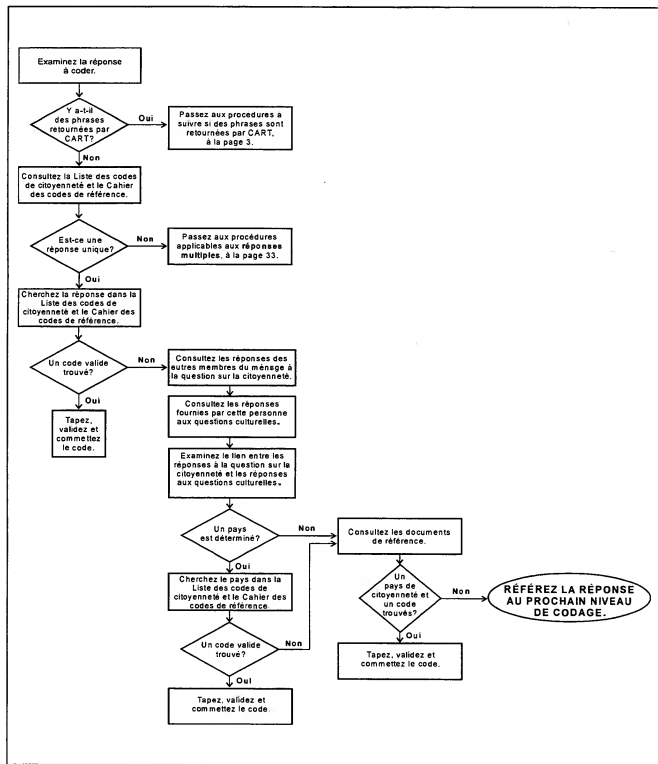 Examinez la réponse
à coder.
Y a-t-il
des phrases
retournées par
CART?
Oui
Passez aux procedures a
suivre si des phrases sont
retournées par CART,
à la page 3.
Non
Consultez la Liste des codes
de citoyenneté et le Cahier
des codes de référence.
Est-ce une
réponse unique?
Non
Passez aux procédures
applicables aux réponses
multiples, à la page 33.
Oui
Cherchez la réponse dans la
Liste des codes de
citoyenneté et le Cahier des
codes de référence.
Un code valide
trouvé?
Non
Consultez les réponses des
eutres membres du ménage à
la question sur la citoyenneté.
Oui
Tapez,
validez et
commettez
le code.
Consultez les réponses
fournies par cette personne
aux questions culturelles.
Examinez le lien entre les
réponses à la question sur la
citoyenneté et les réponses
aux questions culturelles.
Un pays
est déterminé?
Non
Consultez les documents
de référence.
Oui
Cherchez le pays dans la
Liste des codes de
citoyenneté et le Cahier des
codes de référence.
Un
pays de
citoyenneté et
un code
trouvés?
Non
RÉFÉREZ LA RÉPONSE
AU PROCHAIN NIVEAU
DE CODAGE.
Un code valide
trouvé?
Non
Oui
Tapez, validez et
commettez le code.
Oui
Tapez, validez et
commettez le code.